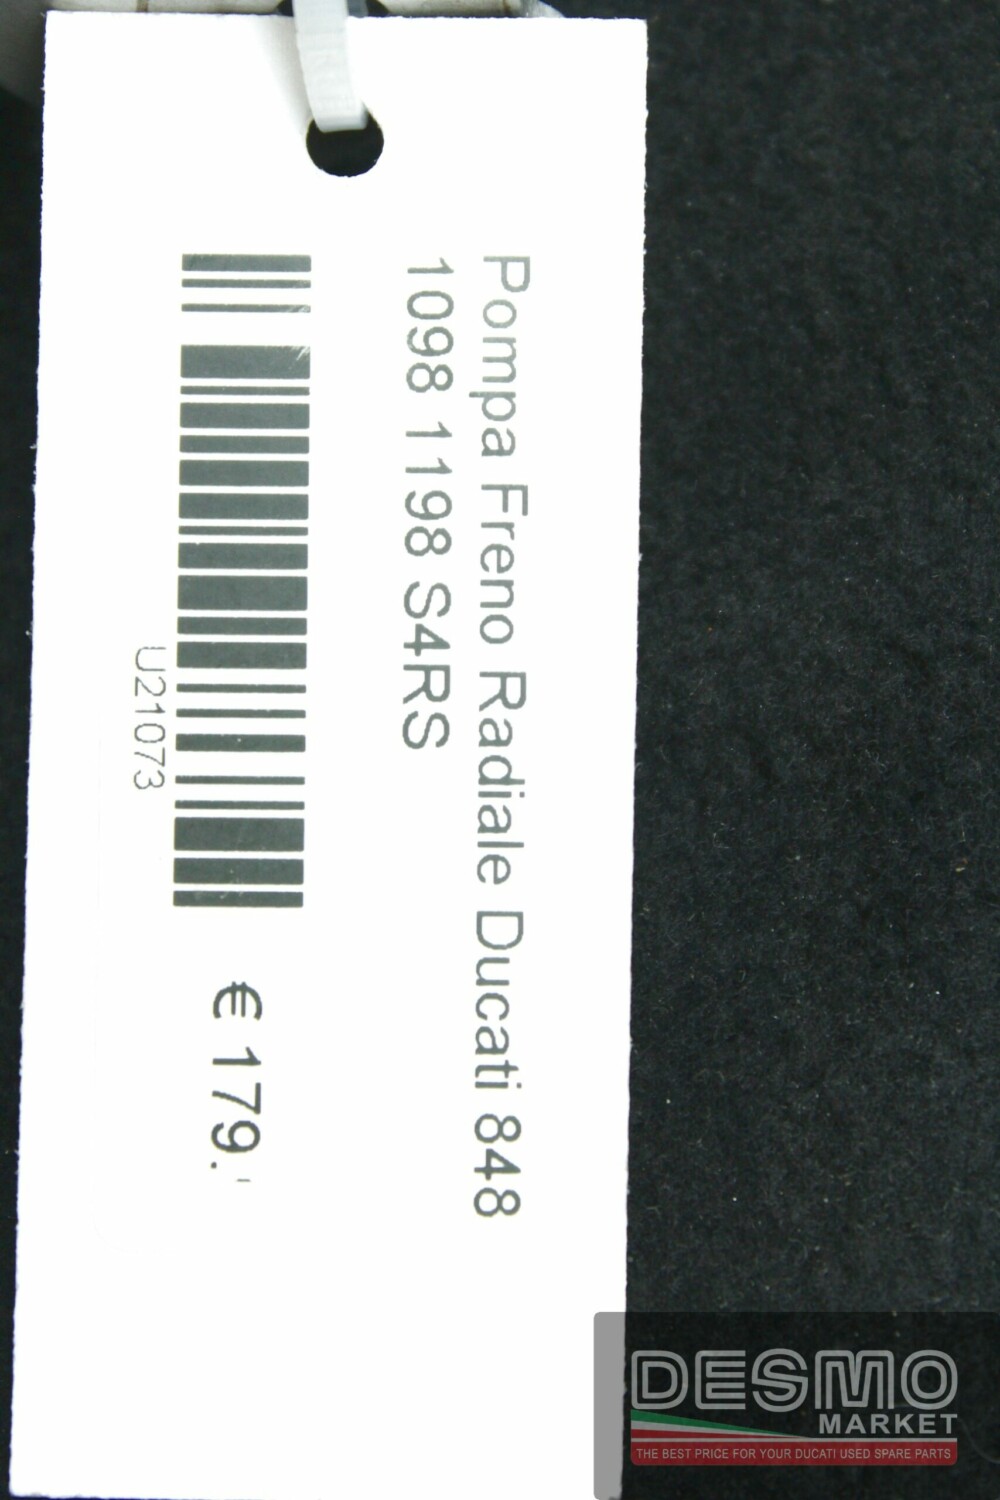 Pompa Freno Radiale Ducati 848
1098 1198 S4RS
U21073
€ 179.
DESMO
MARKET
THE BEST PRICE FOR YOUR DUCATI USED SPARE PARTS